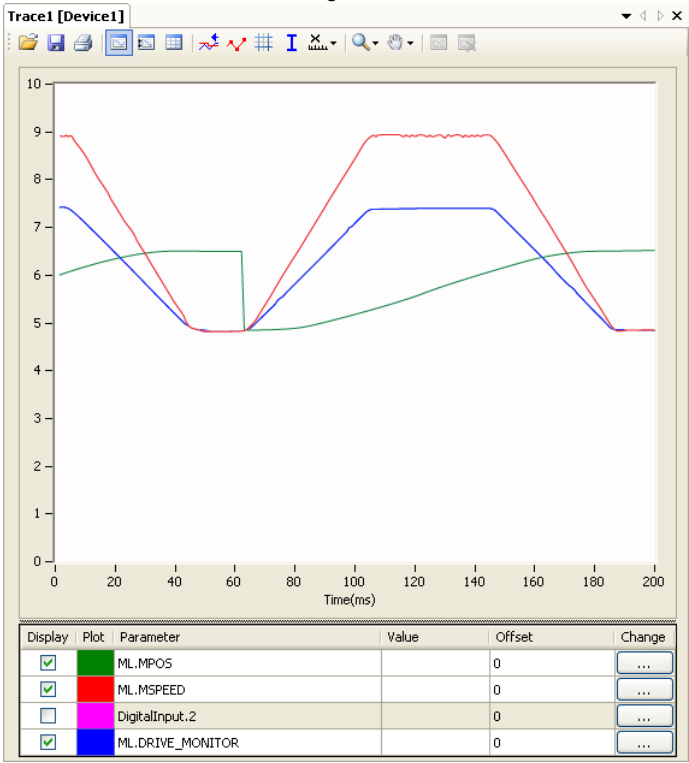 Trace1 [Device1]
10
9
8
7
6
5
4
3
2
1
0
0 20 40 60 80 100 120 140 160 180 200
Time(ms)
Display Plot Parameter Value Offset Change
ML.MPOS 0 ...
ML.MSPEED 0 ...
DigitalInput.2 0 ...
ML.DRIVE_MONITOR 0 ...